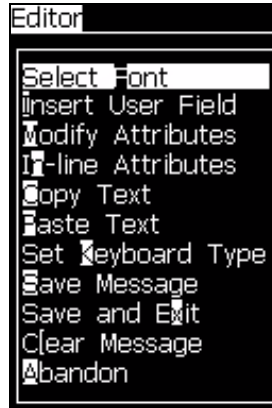 Editor
Select Font
Insert User Field
Modify Attributes
In-line Attributes
Copy Text
Paste Text
Set Keyboard Type
Save Message
Save and Exit
Clear Message
Abandon